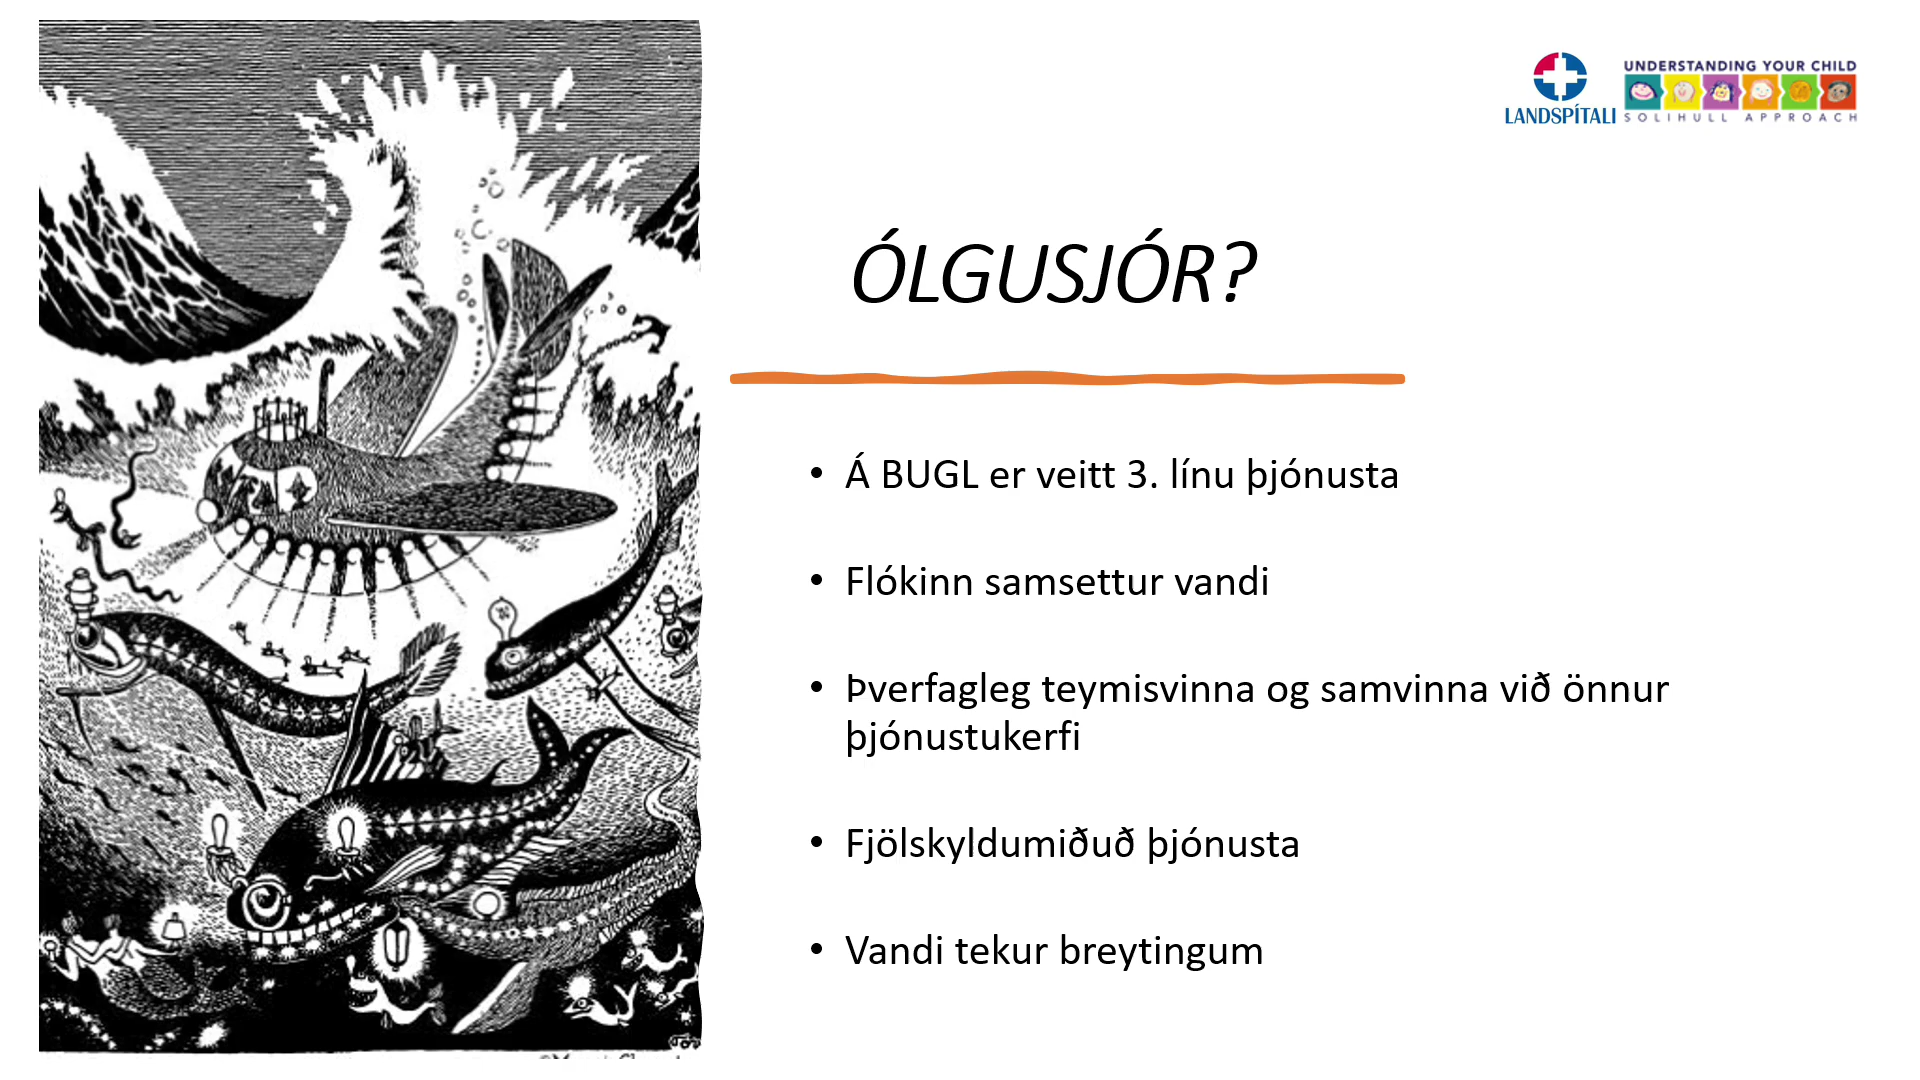 UNDERSTANDING YOUR CHILD
LANDSPÍTALI
SOLIHULL APPROACH
ÓLGUSJÓR?
• Á BUGL er veitt 3. línu þjónusta
• Flókinn samsettur vandi
• Þverfagleg teymisvinna og samvinna við önnur
þjónustukerfi
• Fjölskyldumiðuð þjónusta
• Vandi tekur breytingum